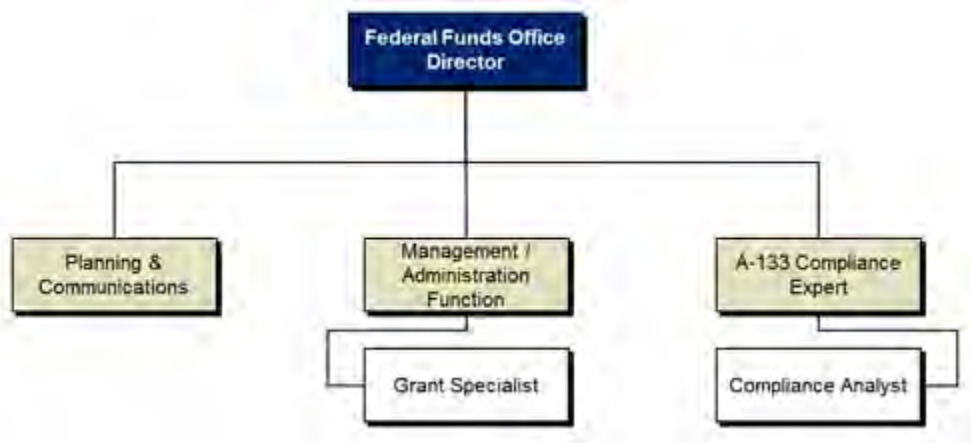 Federal Funds Office
Director
Planning &
Communications
Management /
Administration
Function
A-133 Compliance
Expert
Grant Specialist
Compliance Analyst